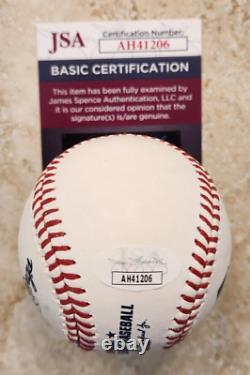 JSA
Certification Number:
AH41206
BASIC CERTIFICATION
This item has been fully examined by
James Spence Authentication, LLC and
it is our considered opinion that the
signature(s) is/are genuine.
AH41206
BASEBALL